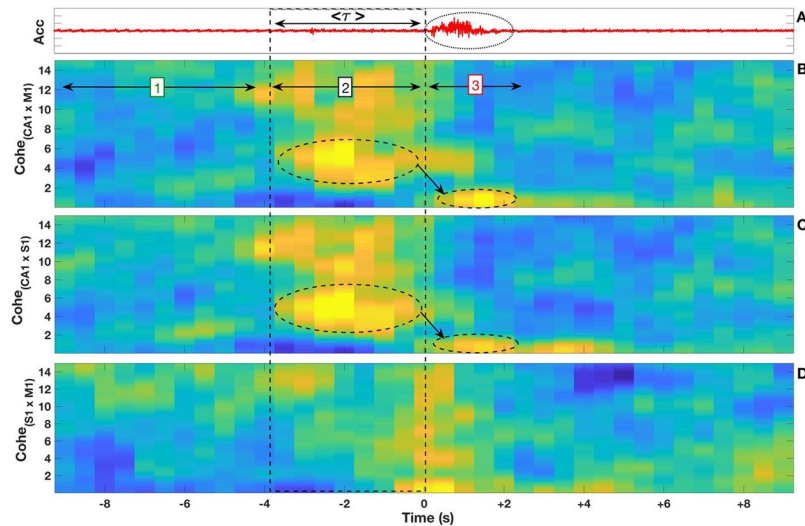 <τ>
A
Acc
B
14
12
10
8
6
4
2
Cohe(CA1 x M1)
1
2
3
C
14
12
10
8
6
4
2
Cohe(CA1 x S1)
D
14
12
10
8
6
4
2
Cohe(S1 x M1)
-8 -6 -4 -2 0 +2 +4 +6 +8
Time (s)